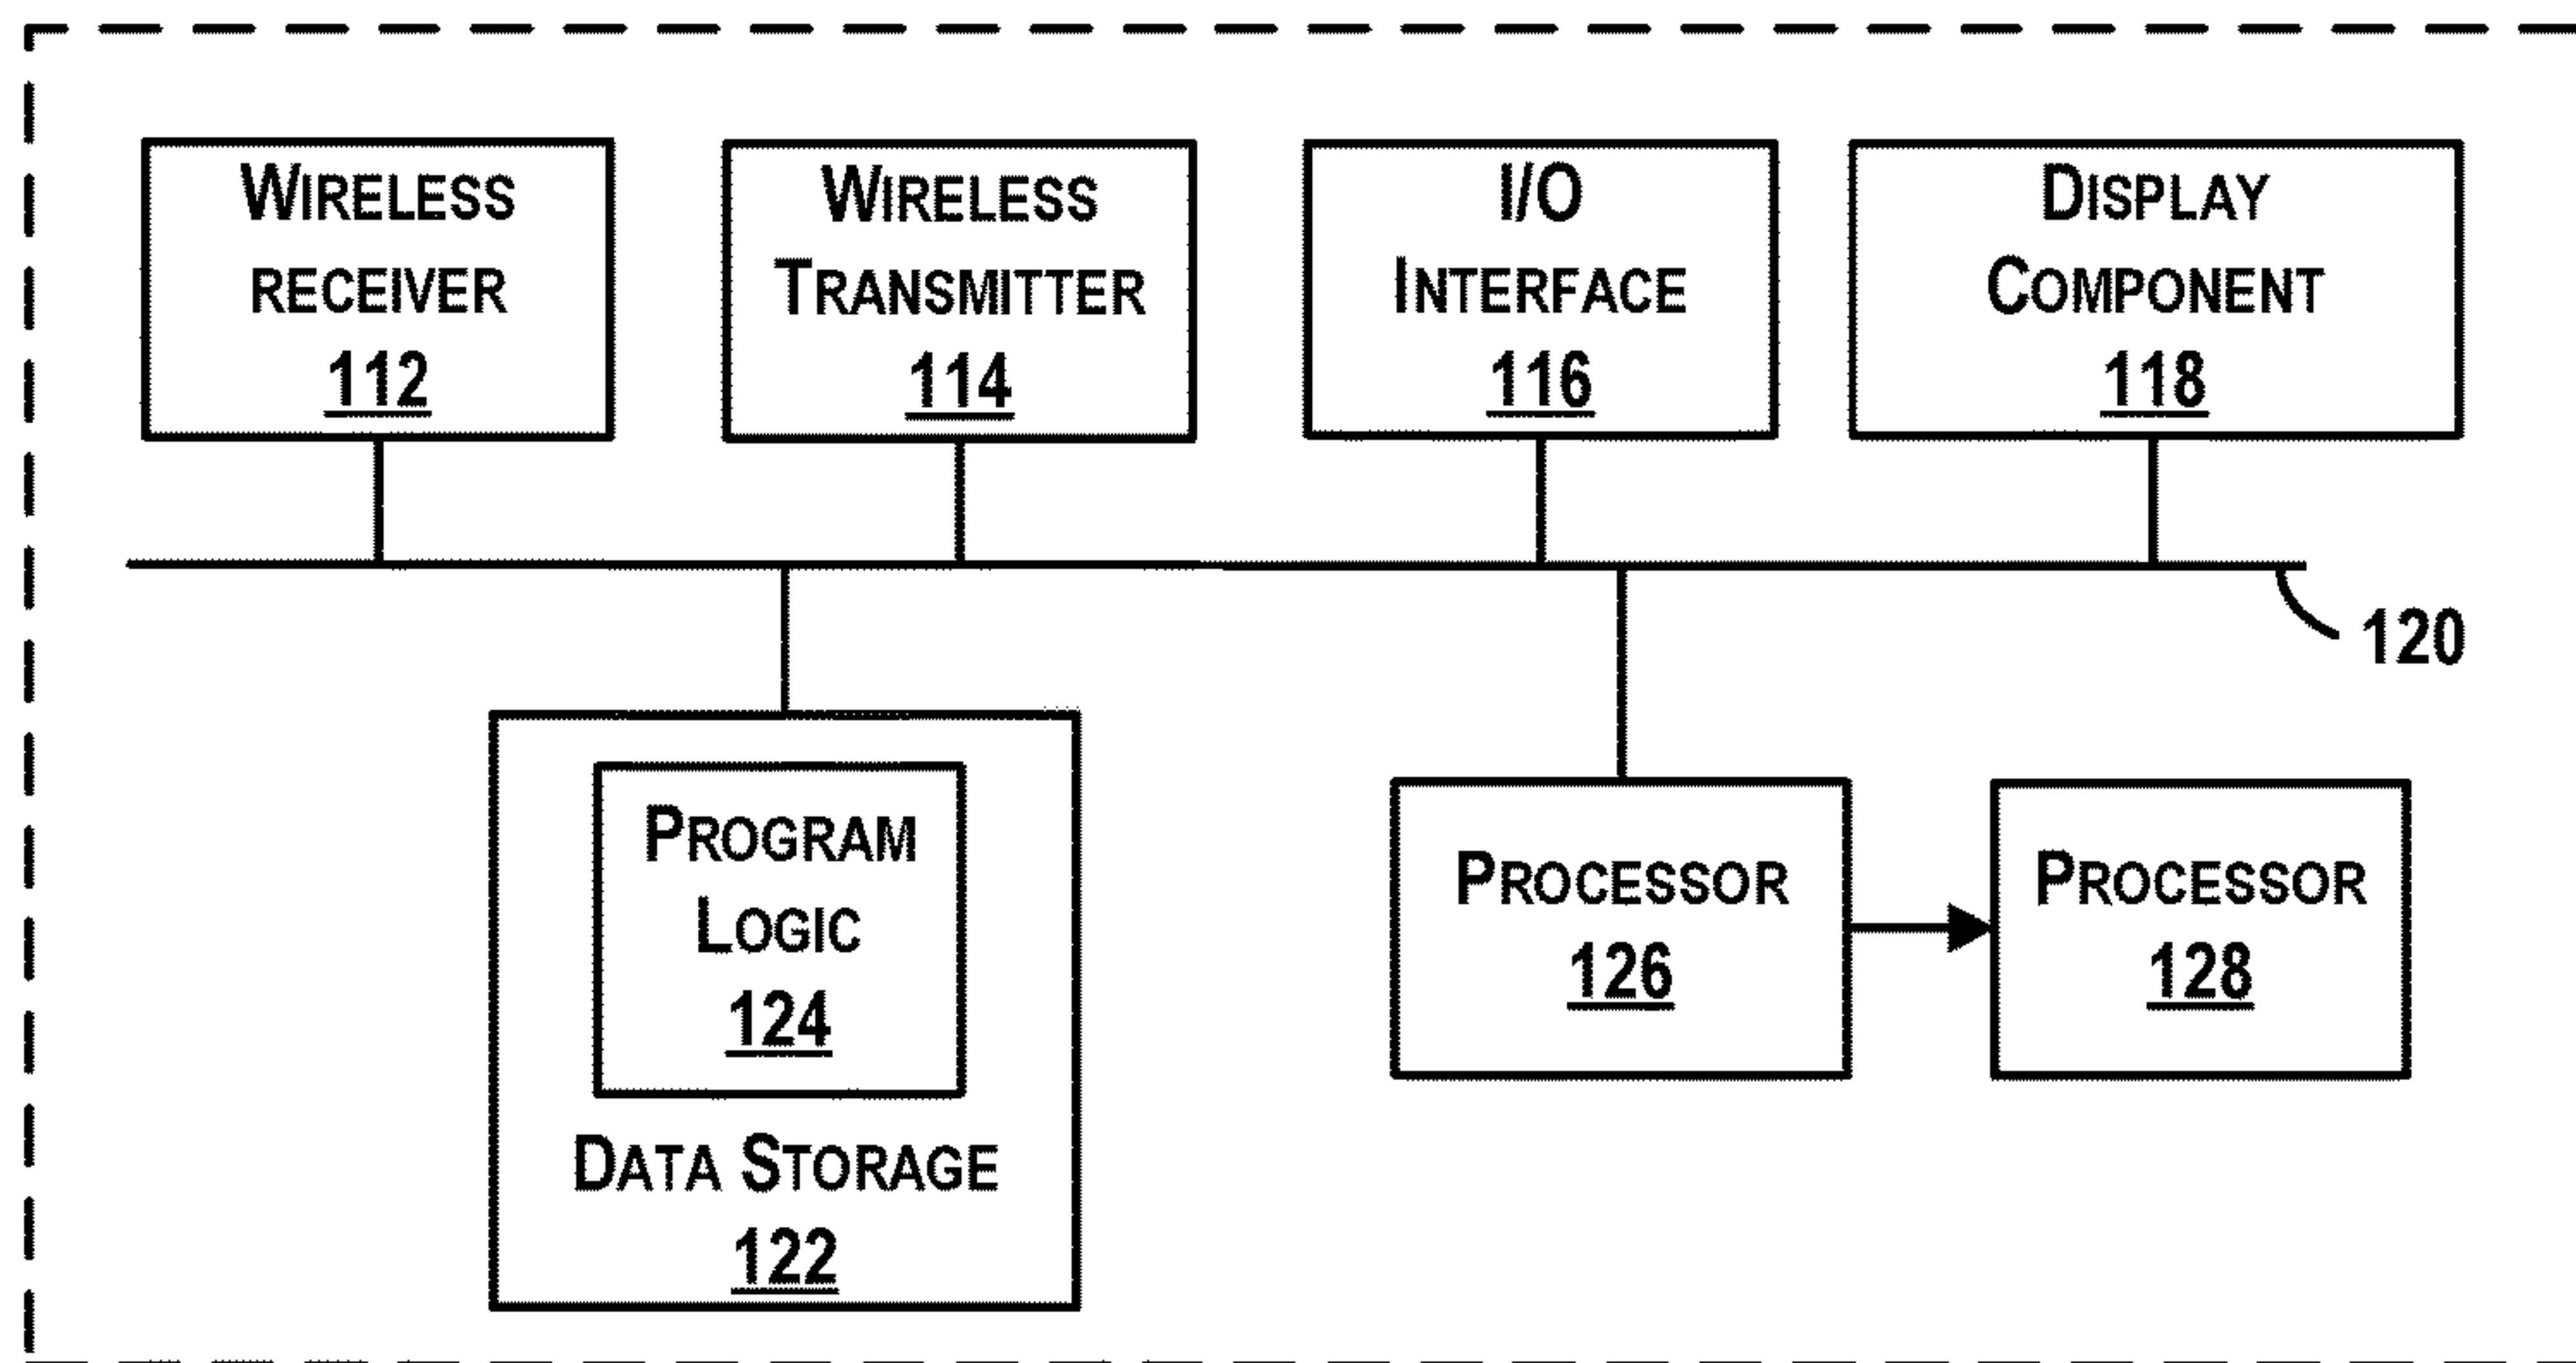 WIRELESS
RECEIVER
112
WIRELESS
TRANSMITTER
114
I/O
INTERFACE
116
DISPLAY
COMPONENT
118
120
PROGRAM
LOGIC
124
DATA STORAGE
122
PROCESSOR
126
PROCESSOR
128